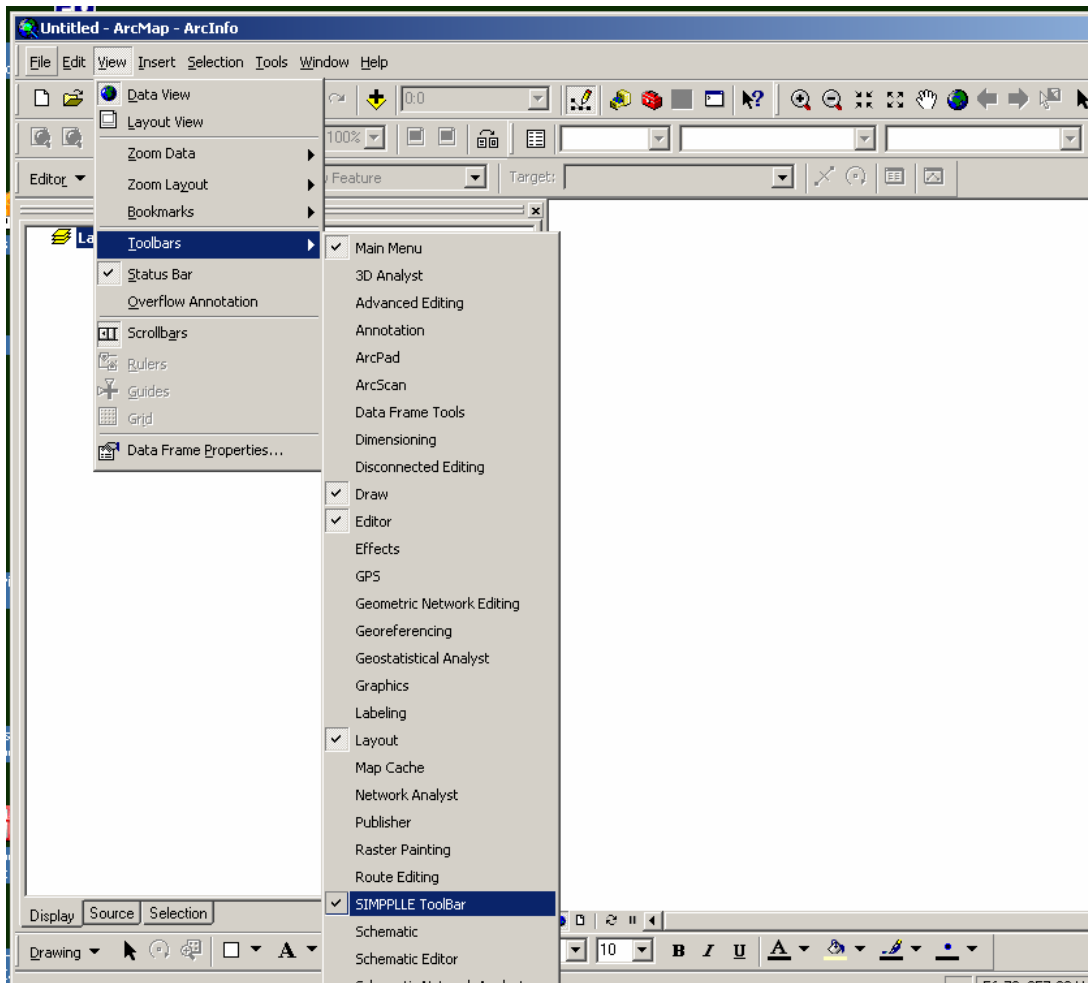 Untitled - ArcMap - ArcInfo
File Edit View Insert Selection Tools Window Help
0:0
100%
Editor Feature Target:
Data View
Layout View
Zoom Data
Zoom Layout
Bookmarks
Toolbars
Status Bar
Overflow Annotation
Scrollbars
Rulers
Guides
Grid
Data Frame Properties...
La
Main Menu
3D Analyst
Advanced Editing
Annotation
ArcPad
ArcScan
Data Frame Tools
Dimensioning
Disconnected Editing
Draw
Editor
Effects
GPS
Geometric Network Editing
Georeferencing
Geostatistical Analyst
Graphics
Labeling
Layout
Map Cache
Network Analyst
Publisher
Raster Painting
Route Editing
SIMPPLLE ToolBar
Schematic
Schematic Editor
Display Source Selection
Drawing A 10 B I U A